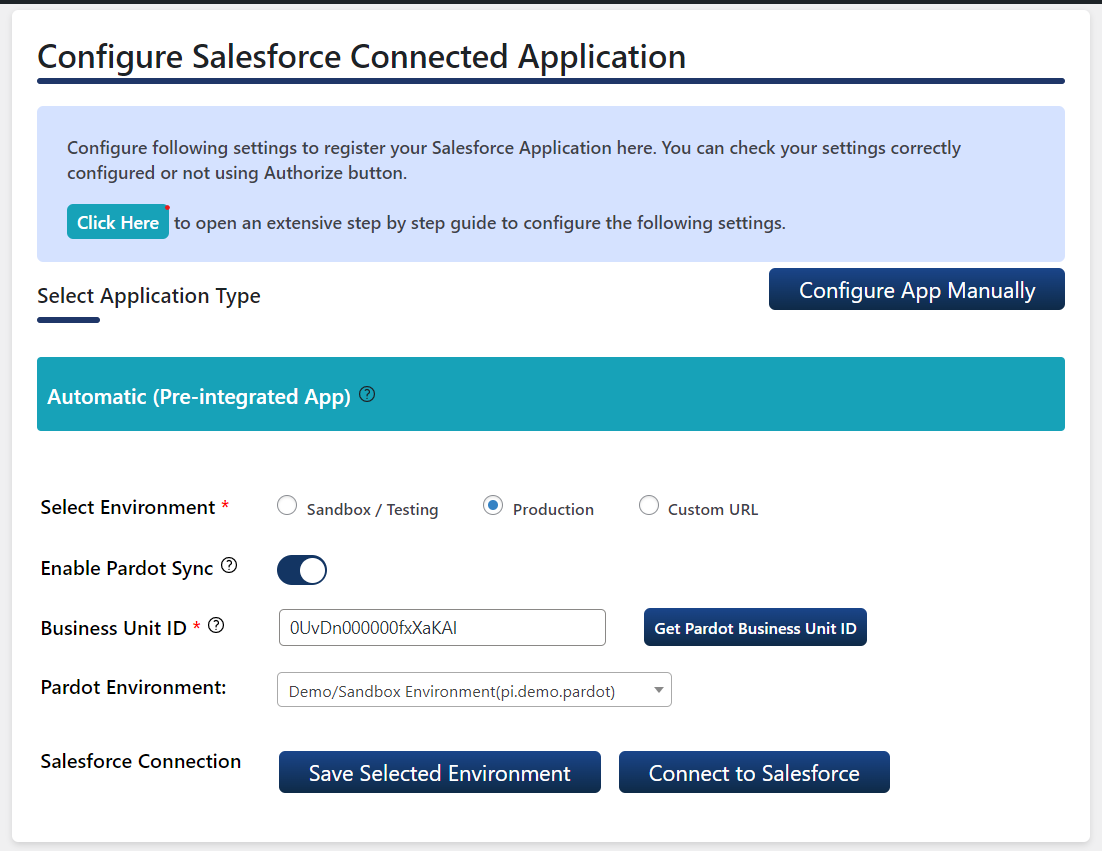 Configure Salesforce Connected Application
Configure following settings to register your Salesforce Application here. You can check your settings correctly
configured or not using Authorize button.
Click Here to open an extensive step by step guide to configure the following settings.
Select Application Type
Configure App Manually
Automatic (Pre-integrated App) ?
Select Environment * Sandbox / Testing Production Custom URL
Enable Pardot Sync ?
Business Unit ID * ? 0UvDn000000fxXaKAI Get Pardot Business Unit ID
Pardot Environment: Demo/Sandbox Environment(pi.demo.pardot)
Salesforce Connection Save Selected Environment Connect to Salesforce